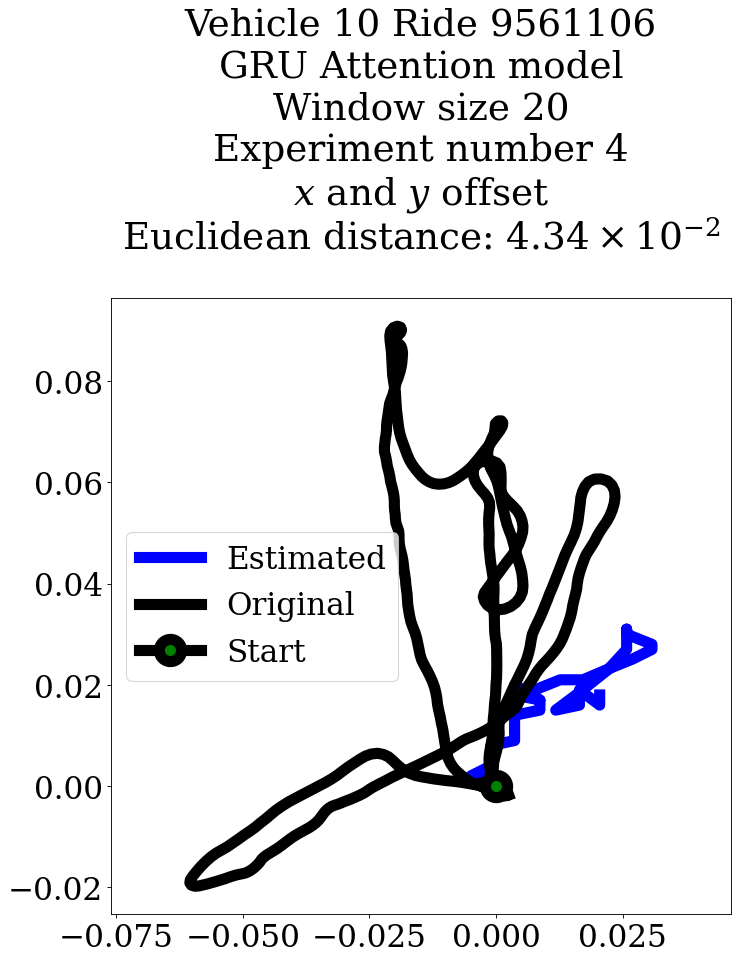 Vehicle 10 Ride 9561106
GRU Attention model
Window size 20
Experiment number 4
x and y offset
Euclidean distance: 4.34 × 10⁻²
0.08
0.06
0.04
0.02
0.00
−0.02
Estimated
Original
Start
−0.075 −0.050 −0.025 0.000 0.025